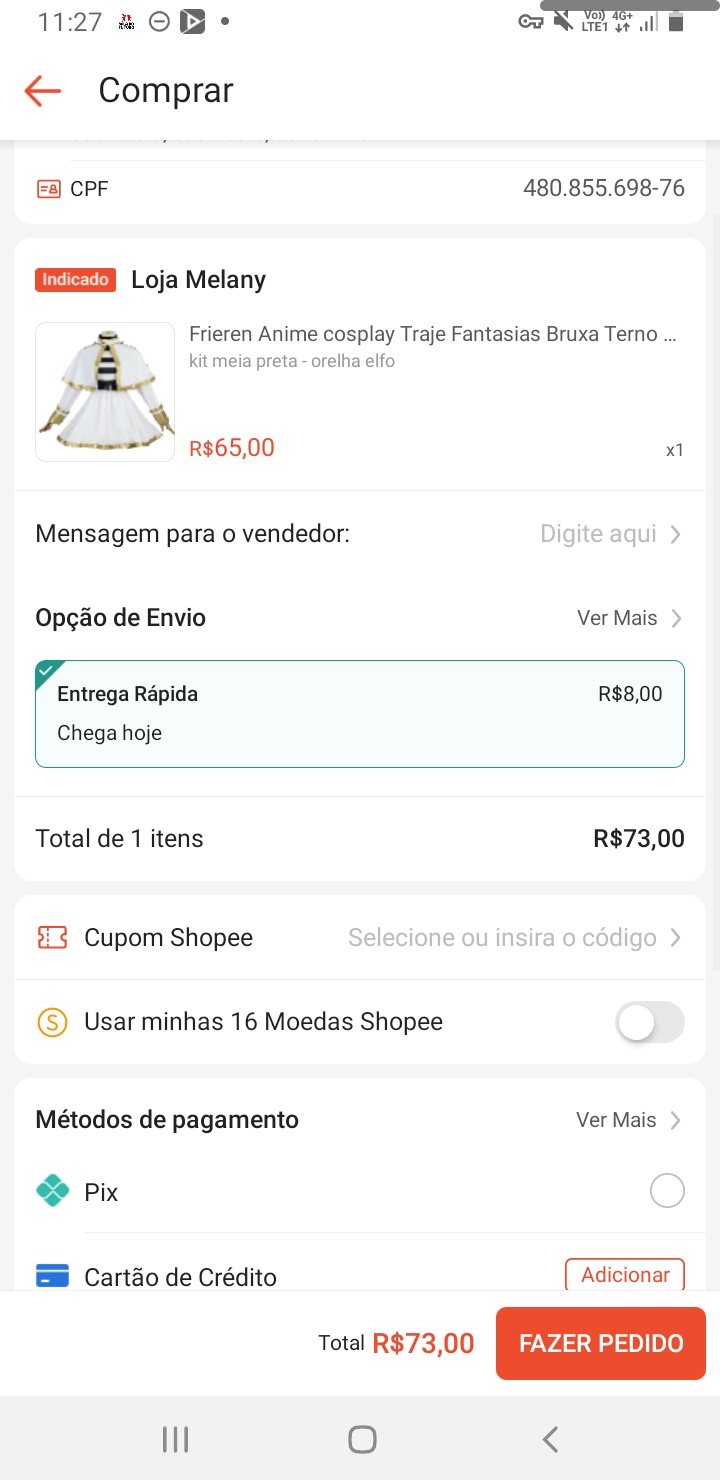 11:27
Vo)) 4G+
LTE1
Comprar
CPF 480.855.698-76
Indicado Loja Melany
Frieren Anime cosplay Traje Fantasias Bruxa Terno ...
kit meia preta - orelha elfo
R$65,00 x1
Mensagem para o vendedor: Digite aqui
Opção de Envio Ver Mais
Entrega Rápida R$8,00
Chega hoje
Total de 1 itens R$73,00
Cupom Shopee Selecione ou insira o código
Usar minhas 16 Moedas Shopee
Métodos de pagamento Ver Mais
Pix
Cartão de Crédito Adicionar
Total R$73,00 FAZER PEDIDO